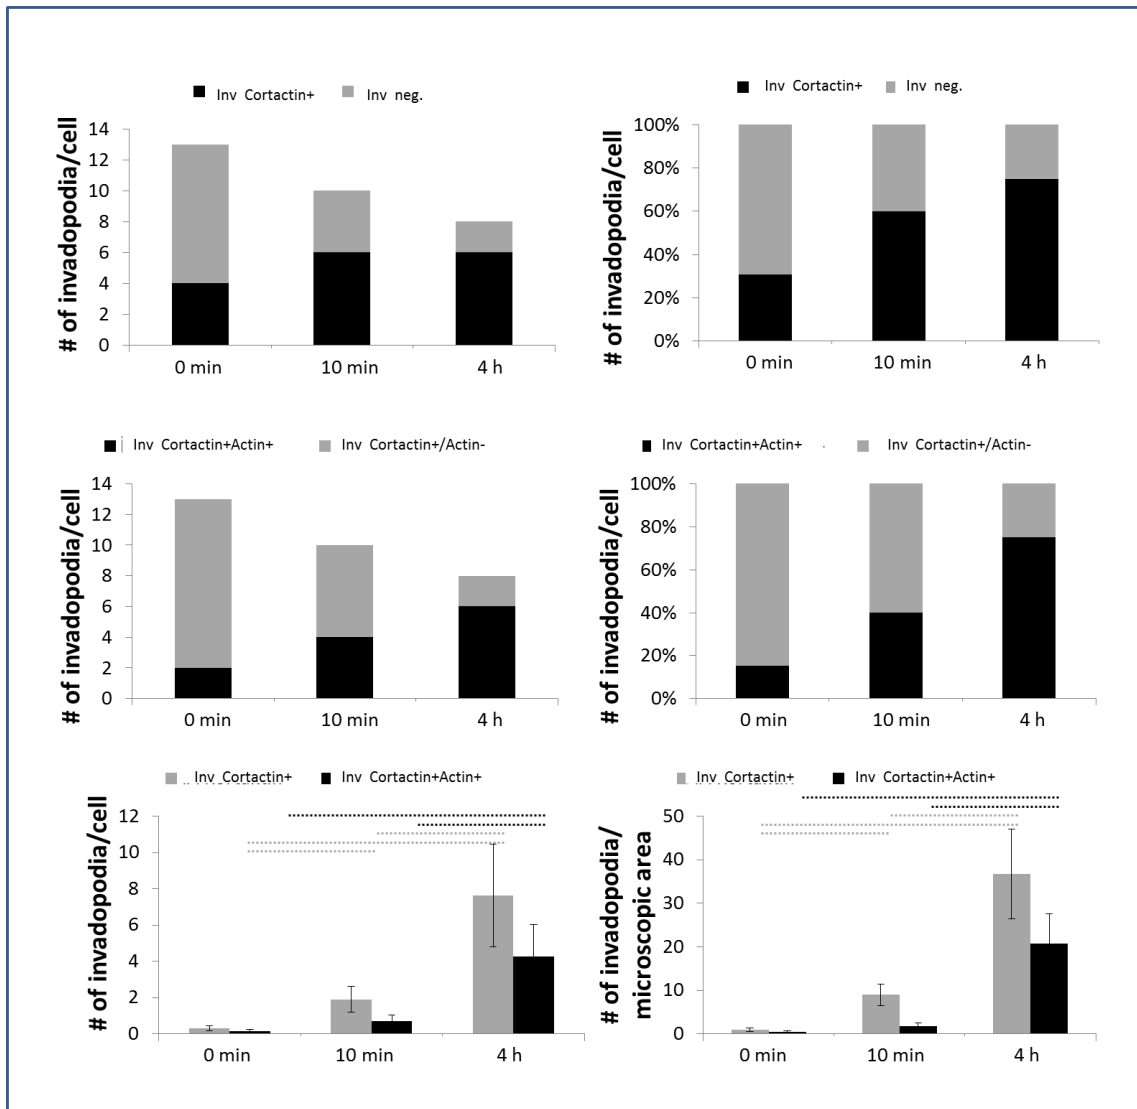 Inv Cortactin+ Inv neg.
# of invadopodia/cell
14
12
10
8
6
4
2
0
0 min 10 min 4 h
Inv Cortactin+ Inv neg.
# of invadopodia/cell
100%
80%
60%
40%
20%
0%
0 min 10 min 4 h
Inv Cortactin+Actin+ Inv Cortactin+/Actin-
# of invadopodia/cell
14
12
10
8
6
4
2
0
0 min 10 min 4 h
Inv Cortactin+Actin+ Inv Cortactin+/Actin-
# of invadopodia/cell
100%
80%
60%
40%
20%
0%
0 min 10 min 4 h
Inv Cortactin+ Inv Cortactin+Actin+
# of invadopodia/cell
12
10
8
6
4
2
0
0 min 10 min 4 h
Inv Cortactin+ Inv Cortactin+Actin+
# of invadopodia/
microscopic area
50
40
30
20
10
0
0 min 10 min 4 h